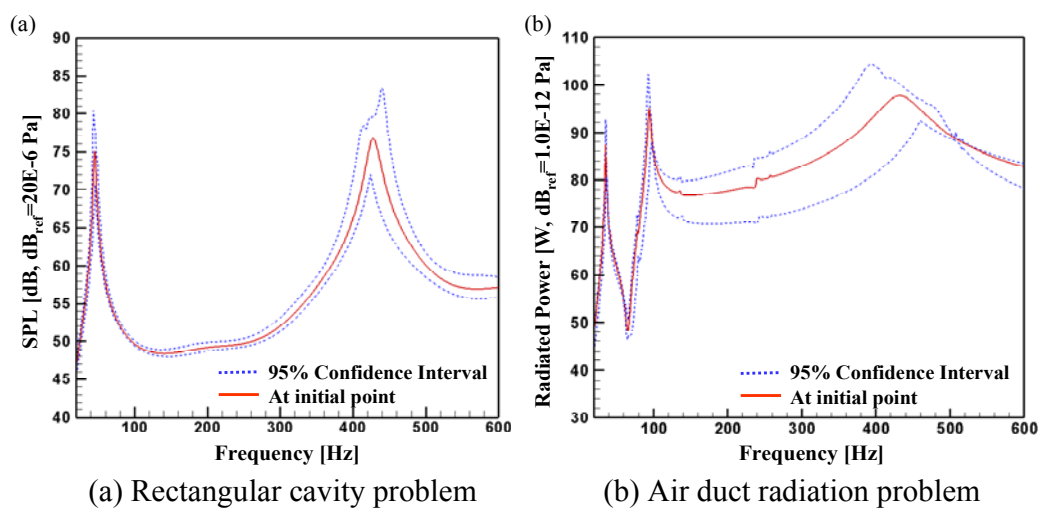 (a)
90
85
80
75
70
65
60
55
50
45
40
SPL [dB, dBref=20E-6 Pa]
95% Confidence Interval
At initial point
100 200 300 400 500 600
Frequency [Hz]
(a) Rectangular cavity problem
(b)
110
100
90
80
70
60
50
40
30
Radiated Power [W, dBref=1.0E-12 Pa]
95% Confidence Interval
At initial point
100 200 300 400 500 600
Frequency [Hz]
(b) Air duct radiation problem